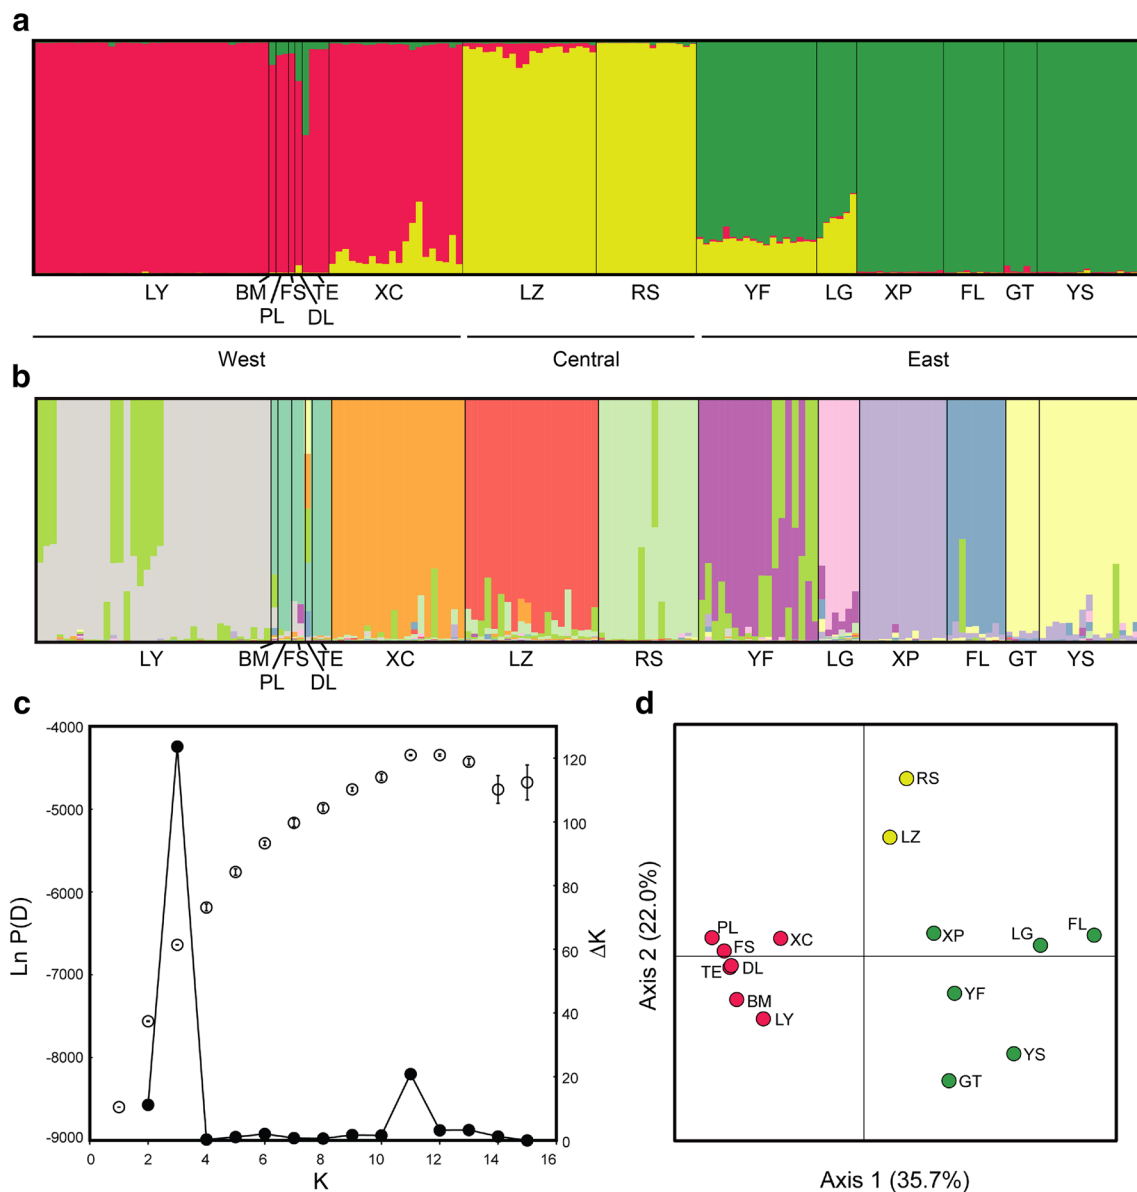 a
LY BM FS TE XC LZ RS YF LG XP FL GT YS
PL DL
West Central East
b
LY BM FS TE XC LZ RS YF LG XP FL GT YS
PL DL
c
-4000
-5000
-6000
-7000
-8000
-9000
Ln P(D)
120
100
80
60
40
20
0
ΔK
0 2 4 6 8 10 12 14 16
K
d
RS
LZ
PL
XC
FS
TE DL
BM
LY
XP
LG
FL
YF
YS
GT
Axis 2 (22.0%)
Axis 1 (35.7%)